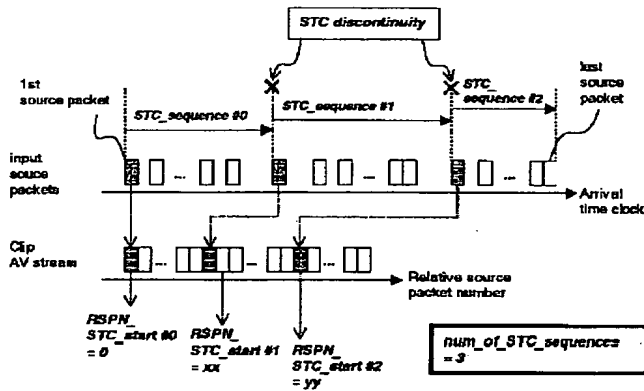 STC discontinuity
1st
source packet
STC_sequence #0
STC_sequence #1
STC_
sequence #2
last
source
packet
input
souce
packets
...
...
...
Arrival
time clock
Clip
AV stream
...
...
...
Relative source
packet number
RSPN_
STC_start #0
= 0
RSPN_
STC_start #1
= xx
RSPN_
STC_start #2
= yy
num_of_STC_sequences
= 3